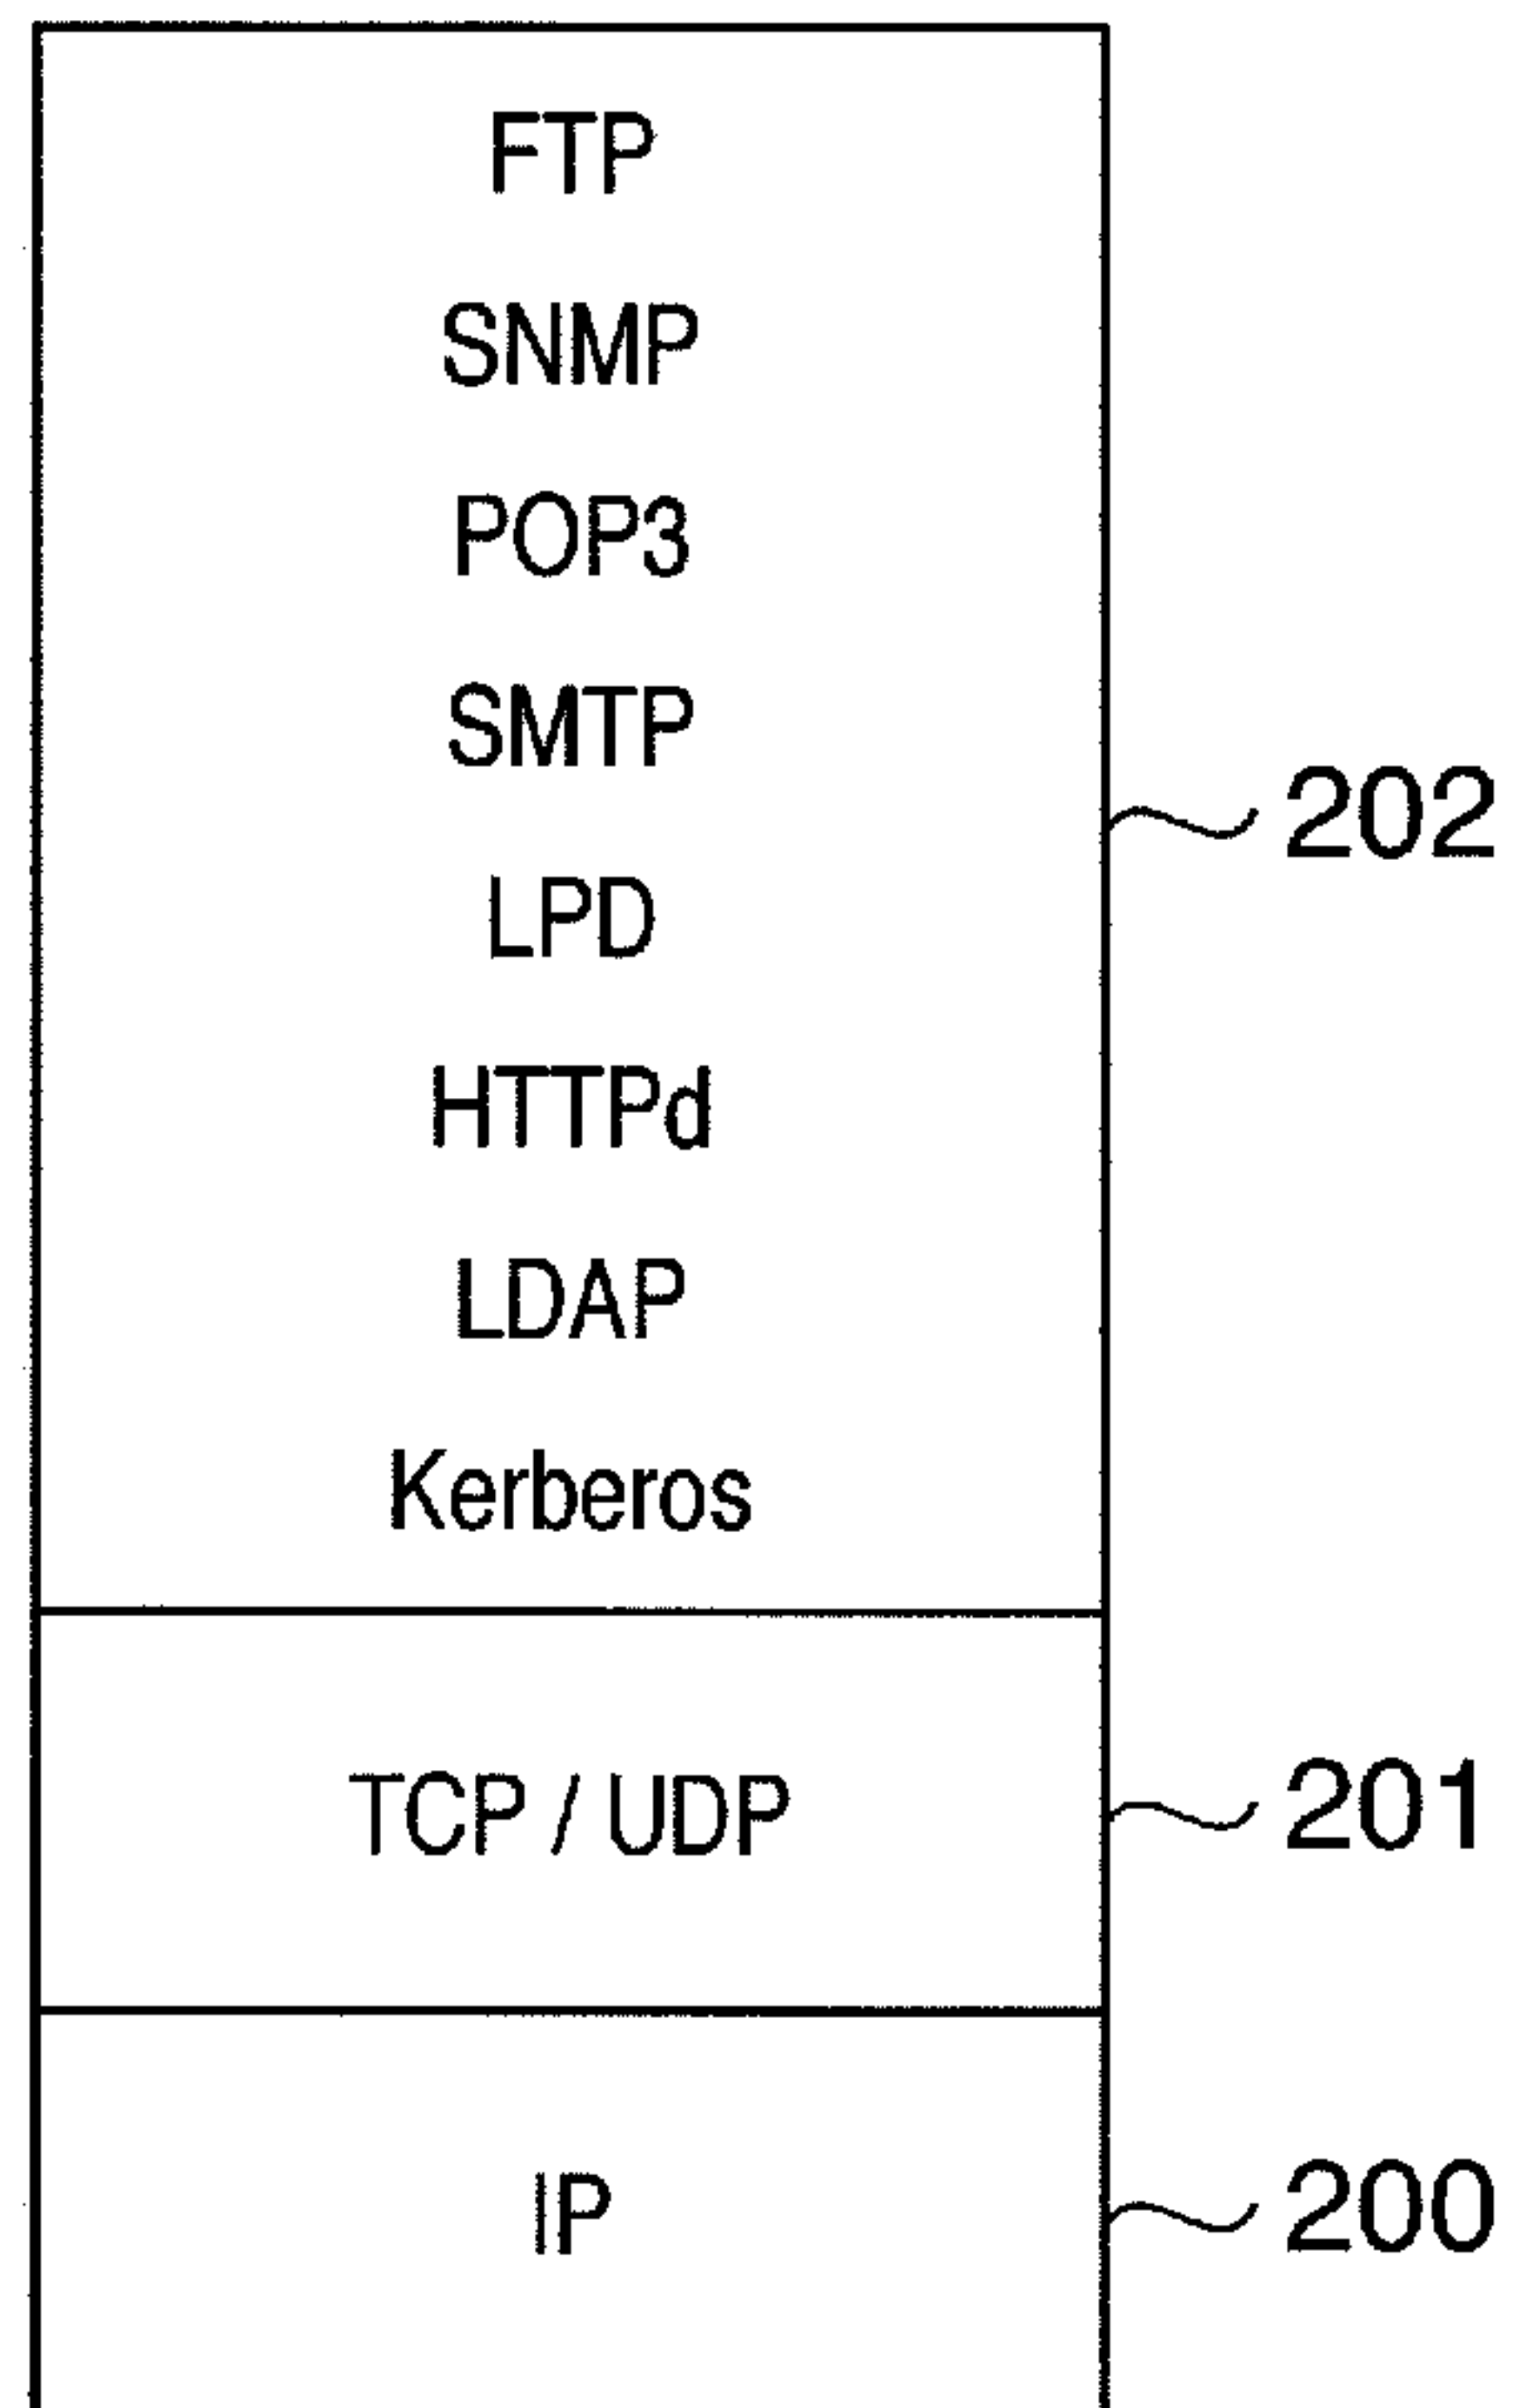 FTP
SNMP
POP3
SMTP
202
LPD
HTTPd
LDAP
Kerberos
TCP / UDP
201
IP
200